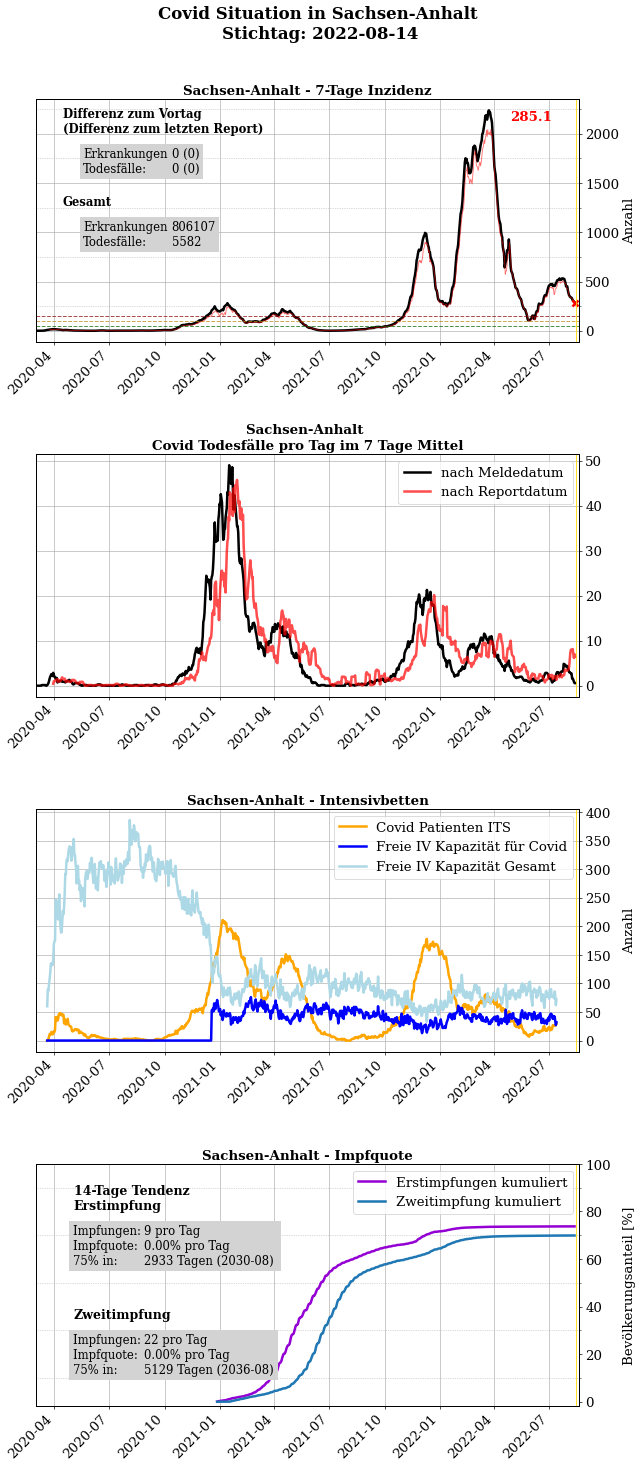 Covid Situation in Sachsen-Anhalt
Stichtag: 2022-08-14
Sachsen-Anhalt - 7-Tage Inzidenz
Differenz zum Vortag
(Differenz zum letzten Report)
Erkrankungen 0 (0)
Todesfälle: 0 (0)
Gesamt
Erkrankungen 806107
Todesfälle: 5582
285.1
2000
1500
1000
500
0
Anzahl
2020-04 2020-07 2020-10 2021-01 2021-04 2021-07 2021-10 2022-01 2022-04 2022-07
Sachsen-Anhalt
Covid Todesfälle pro Tag im 7 Tage Mittel
nach Meldedatum
nach Reportdatum
50
40
30
20
10
0
2020-04 2020-07 2020-10 2021-01 2021-04 2021-07 2021-10 2022-01 2022-04 2022-07
Sachsen-Anhalt - Intensivbetten
Covid Patienten ITS
Freie IV Kapazität für Covid
Freie IV Kapazität Gesamt
400
350
300
250
200
150
100
50
0
Anzahl
2020-04 2020-07 2020-10 2021-01 2021-04 2021-07 2021-10 2022-01 2022-04 2022-07
Sachsen-Anhalt - Impfquote
14-Tage Tendenz
Erstimpfung
Impfungen: 9 pro Tag
Impfquote: 0.00% pro Tag
75% in: 2933 Tagen (2030-08)
Zweitimpfung
Impfungen: 22 pro Tag
Impfquote: 0.00% pro Tag
75% in: 5129 Tagen (2036-08)
Erstimpfungen kumuliert
Zweitimpfung kumuliert
100
80
60
40
20
0
Bevölkerungsanteil [%]
2020-04 2020-07 2020-10 2021-01 2021-04 2021-07 2021-10 2022-01 2022-04 2022-07